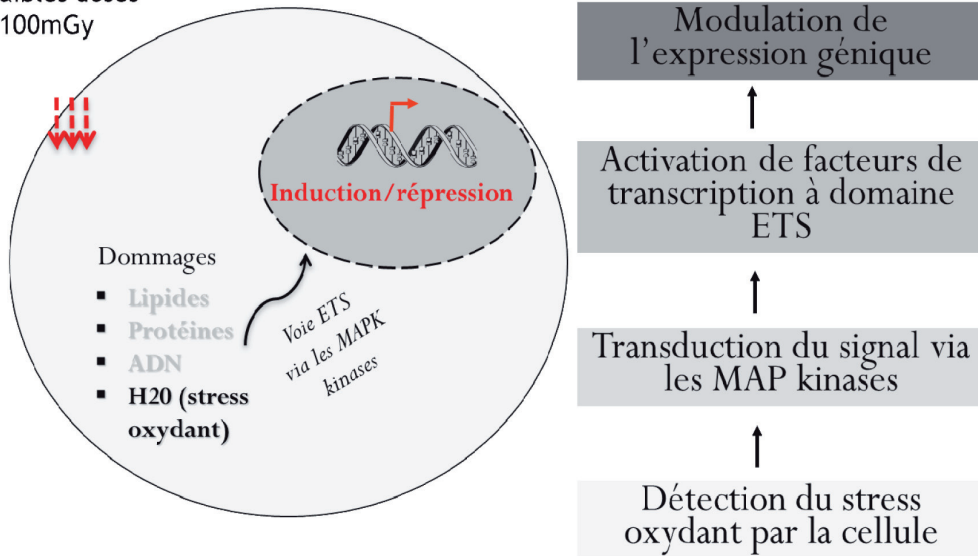 100mGy
Induction/répression
Dommages
▪ Lipides
▪ Protéines
▪ ADN
▪ H20 (stress
oxydant)
Voie ETS
via les MAPK
kinases
Modulation de
l'expression génique
Activation de facteurs de
transcription à domaine
ETS
Transduction du signal via
les MAP kinases
Détection du stress
oxydant par la cellule